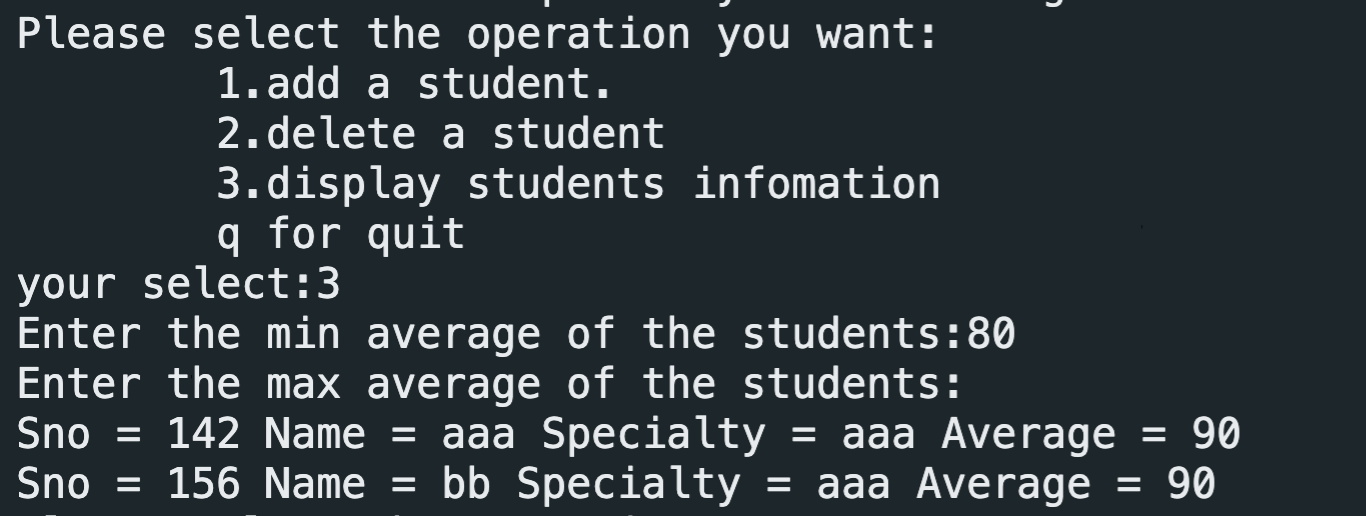 Please select the operation you want:
1.add a student.
2.delete a student
3.display students infomation
q for quit
your select:3
Enter the min average of the students:80
Enter the max average of the students:
Sno = 142 Name = aaa Specialty = aaa Average = 90
Sno = 156 Name = bb Specialty = aaa Average = 90